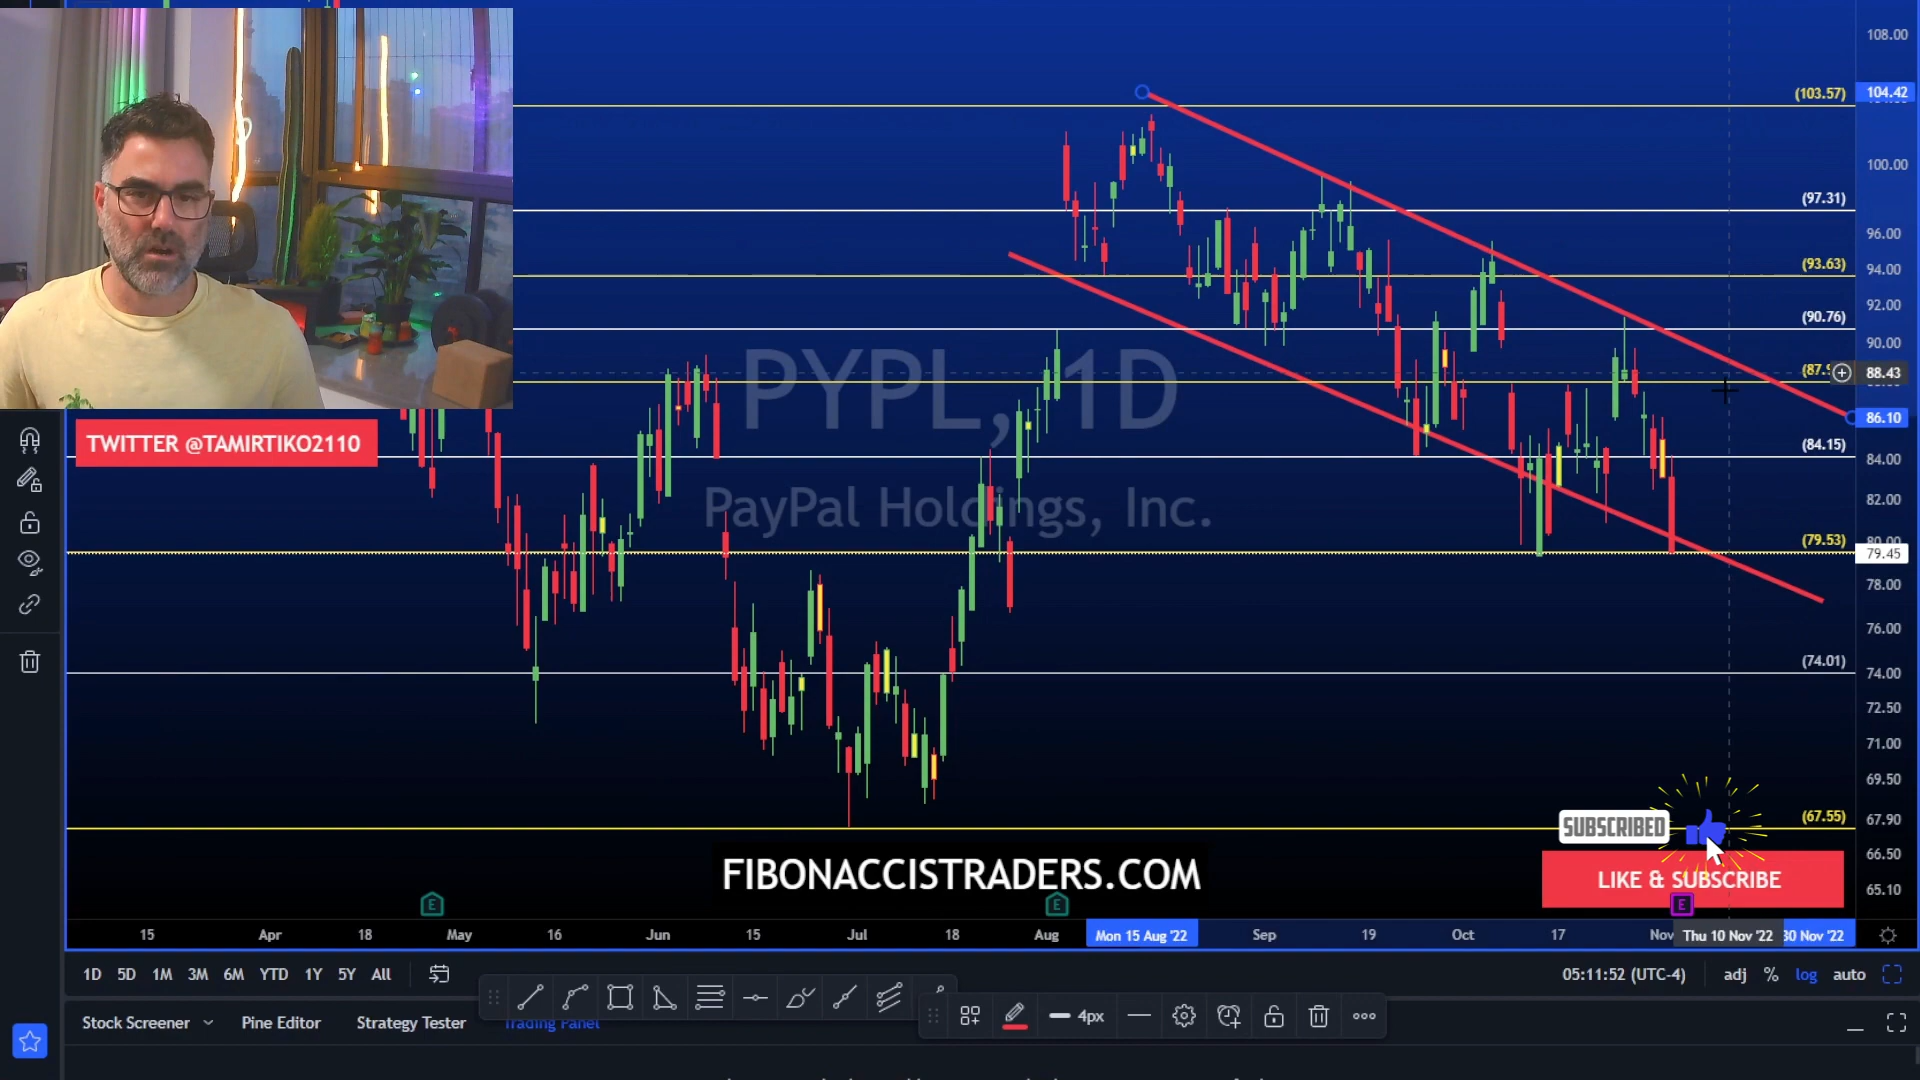 108.00
(103.57)
104.42
100.00
(97.31)
96.00
(93.63)
94.00
92.00
(90.76)
90.00
PYPL, 1D
88.43
86.10
TWITTER @TAMIRTIKO2110
(84.15)
84.00
PayPal Holdings, Inc.
82.00
(79.53)
79.45
78.00
76.00
(74.01)
74.00
72.50
71.00
69.50
(67.55)
67.90
SUBSCRIBED
66.50
FIBONACCISTRADERS.COM
LIKE & SUBSCRIBE
65.10
E E E
15 Apr 18 May 16 Jun 15 Jul 18 Aug Mon 15 Aug '22 Sep 19 Oct 17 Nov Thu 10 Nov '22 30 Nov '22
1D 5D 1M 3M 6M YTD 1Y 5Y All 05:11:52 (UTC-4) adj % log auto
4px
Stock Screener Pine Editor Strategy Tester Trading Panel